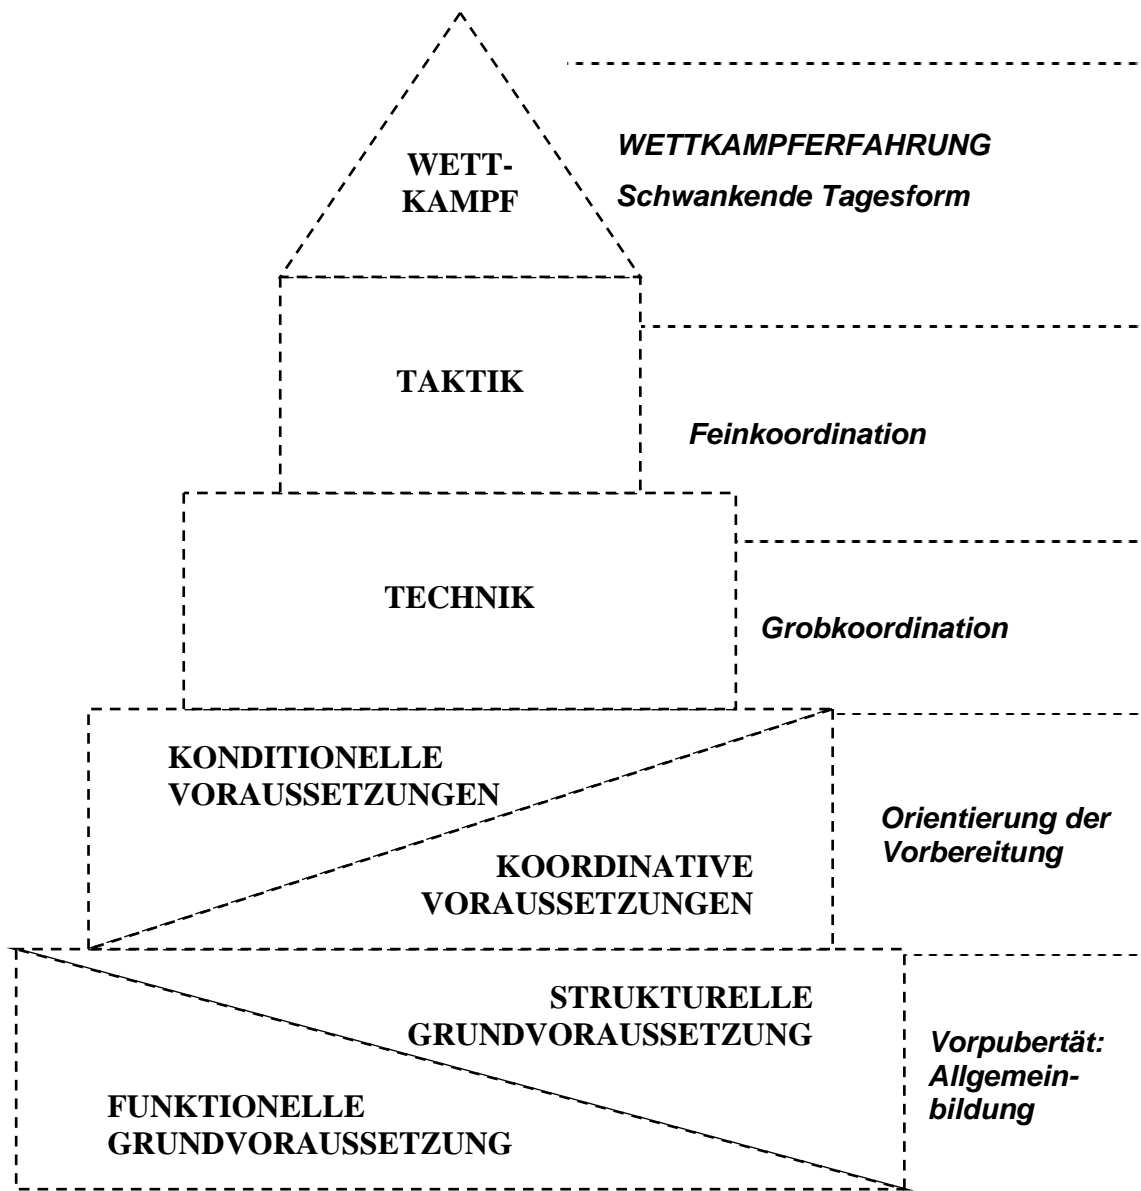 WETT-
KAMPF
WETTKAMPFERFAHRUNG
Schwankende Tagesform
TAKTIK
Feinkoordination
TECHNIK
Grobkoordination
KONDITIONELLE
VORAUSSETZUNGEN
KOORDINATIVE
VORAUSSETZUNGEN
Orientierung der
Vorbereitung
STRUKTURELLE
GRUNDVORAUSSETZUNG
FUNKTIONELLE
GRUNDVORAUSSETZUNG
Vorpubertät:
Allgemein-
bildung